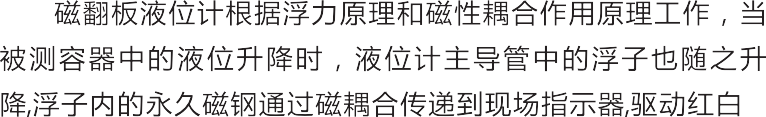 磁翻板液位计根据浮力原理和磁性耦合作用原理工作，当
被测容器中的液位升降时，液位计主导管中的浮子也随之升
降,浮子内的永久磁钢通过磁耦合传递到现场指示器,驱动红白